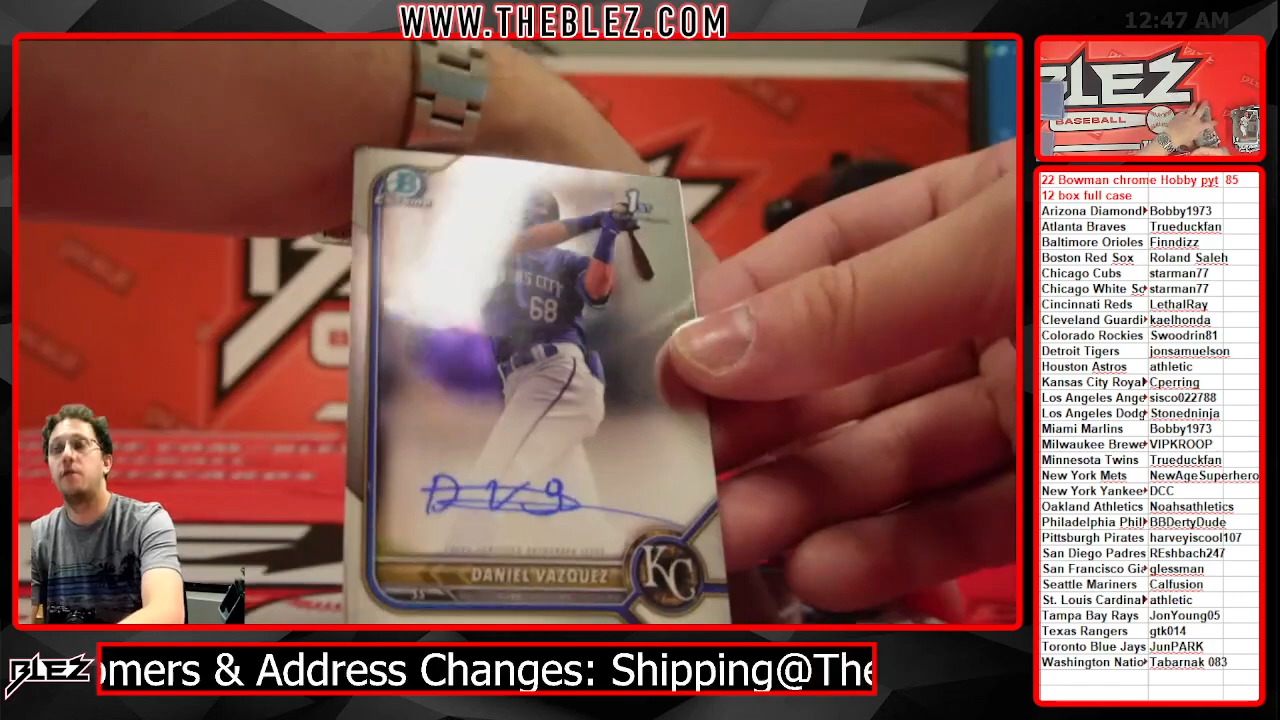 WWW.THEBLEZ.COM
12:47 AM
BLEZ
BASEBALL
1ST
S CITY
68
DANIEL VAZQUEZ
SS
KC
22 Bowman chrome Hobby pyt 85
12 box full case
Arizona Diamond Bobby1973
Atlanta Braves Trueduckfan
Baltimore Orioles Finndizz
Boston Red Sox Roland Saleh
Chicago Cubs starman77
Chicago White So starman77
Cincinnati Reds LethalRay
Cleveland Guardi kaelhonda
Colorado Rockies Swoodrin81
Detroit Tigers jonsamuelson
Houston Astros athletic
Kansas City Roya Cperring
Los Angeles Ange sisco022788
Los Angeles Dodg Stonedninja
Miami Marlins Bobby1973
Milwaukee Brewe VIPKROOP
Minnesota Twins Trueduckfan
New York Mets NowAgeSuperhero
New York Yankee DCC
Oakland Athletics Noahsathletics
Philadelphia Phil BBDertyDude
Pittsburgh Pirates harveyiscool107
San Diego Padres REshbach247
San Francisco Gia glessman
Seattle Mariners Calfusion
St. Louis Cardina athletic
Tampa Bay Rays JonYoung05
Texas Rangers gtk014
Toronto Blue Jays JunPARK
Washington Natio Tabarnak 083
BLEZ
omers & Address Changes: Shipping@The